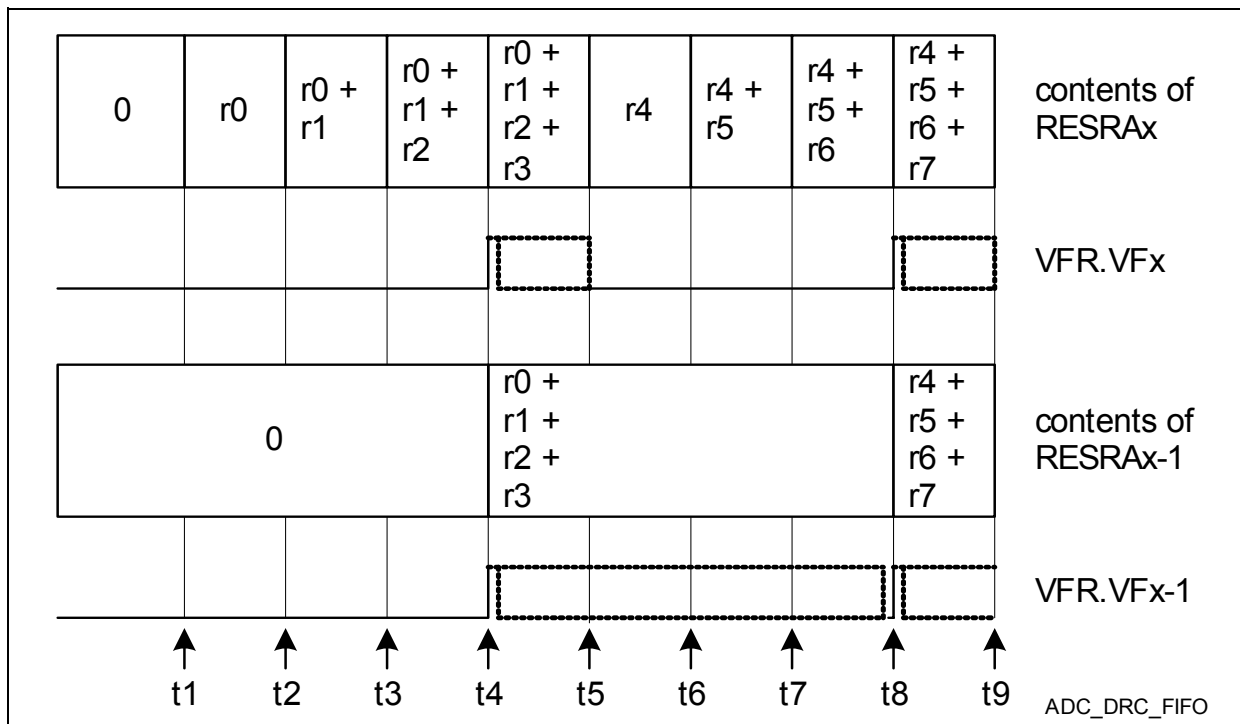 0
r0
r0 +
r1
r0 +
r1 +
r2
r0 +
r1 +
r2 +
r3
r4
r4 +
r5
r4 +
r5 +
r6
r4 +
r5 +
r6 +
r7
contents of
RESRAx
VFR.VFx
0
r0 +
r1 +
r2 +
r3
r4 +
r5 +
r6 +
r7
contents of
RESRAx-1
VFR.VFx-1
t1 t2 t3 t4 t5 t6 t7 t8 t9
ADC_DRC_FIFO